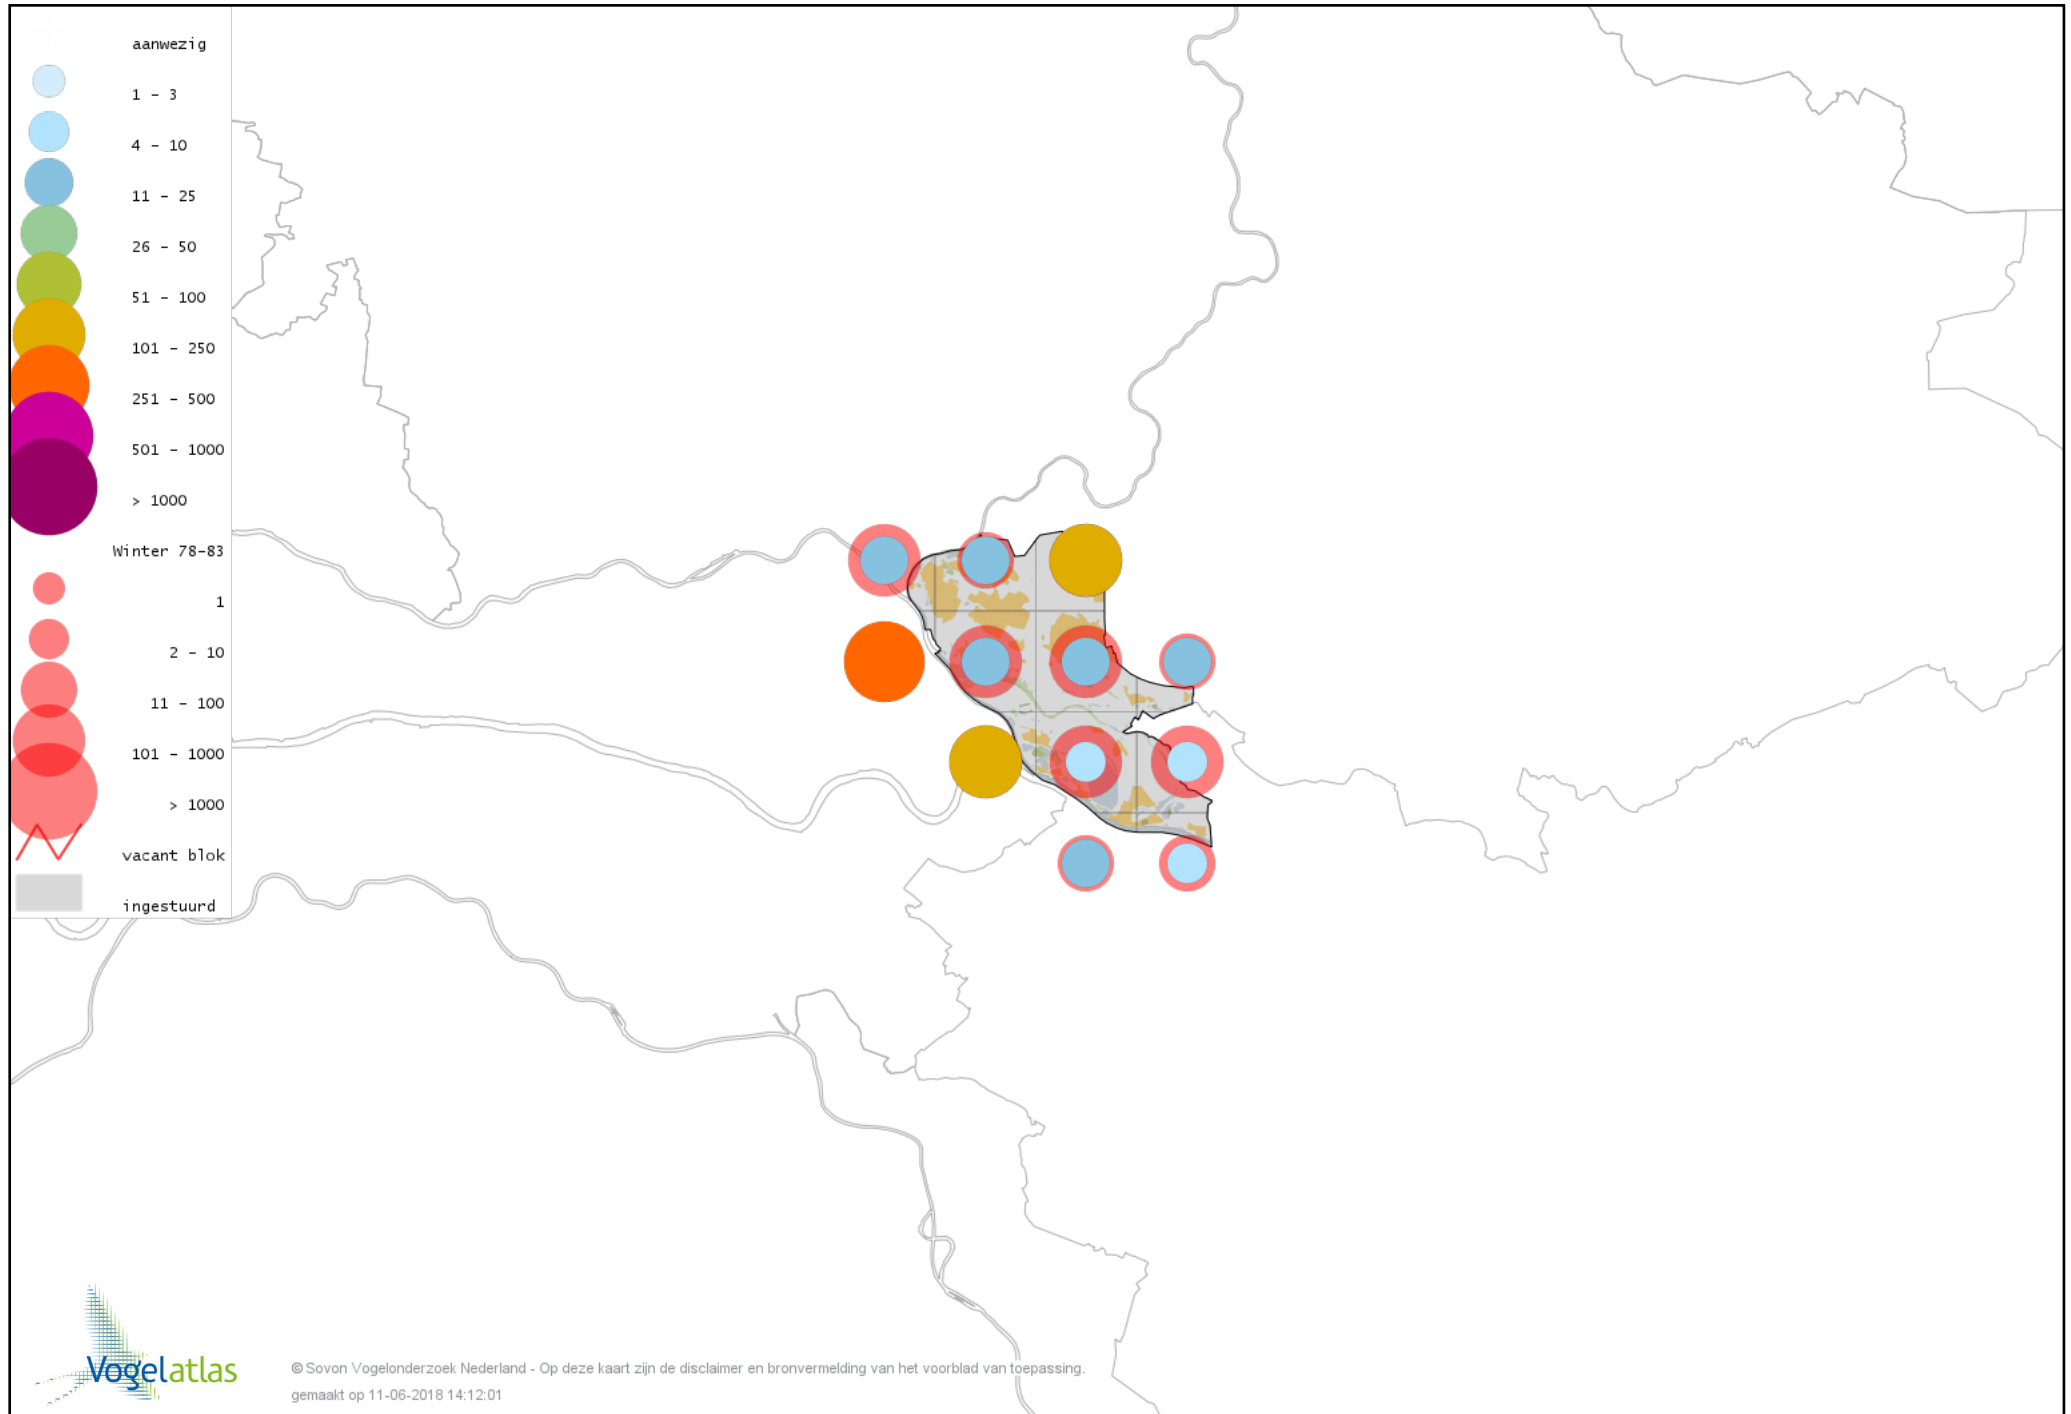 aanwezig
1 - 3
4 - 10
11 - 25
26 - 50
51 - 100
101 - 250
251 - 500
501 - 1000
> 1000
Winter 78-83
1
2 - 10
11 - 100
101 - 1000
> 1000
vacant blok
ingestuurd
Vogelatlas
© Sovon Vogelonderzoek Nederland - Op deze kaart zijn de disclaimer en bronvermelding van het voorblad van toepassing.
gemaakt op 11-06-2018 14:12:01